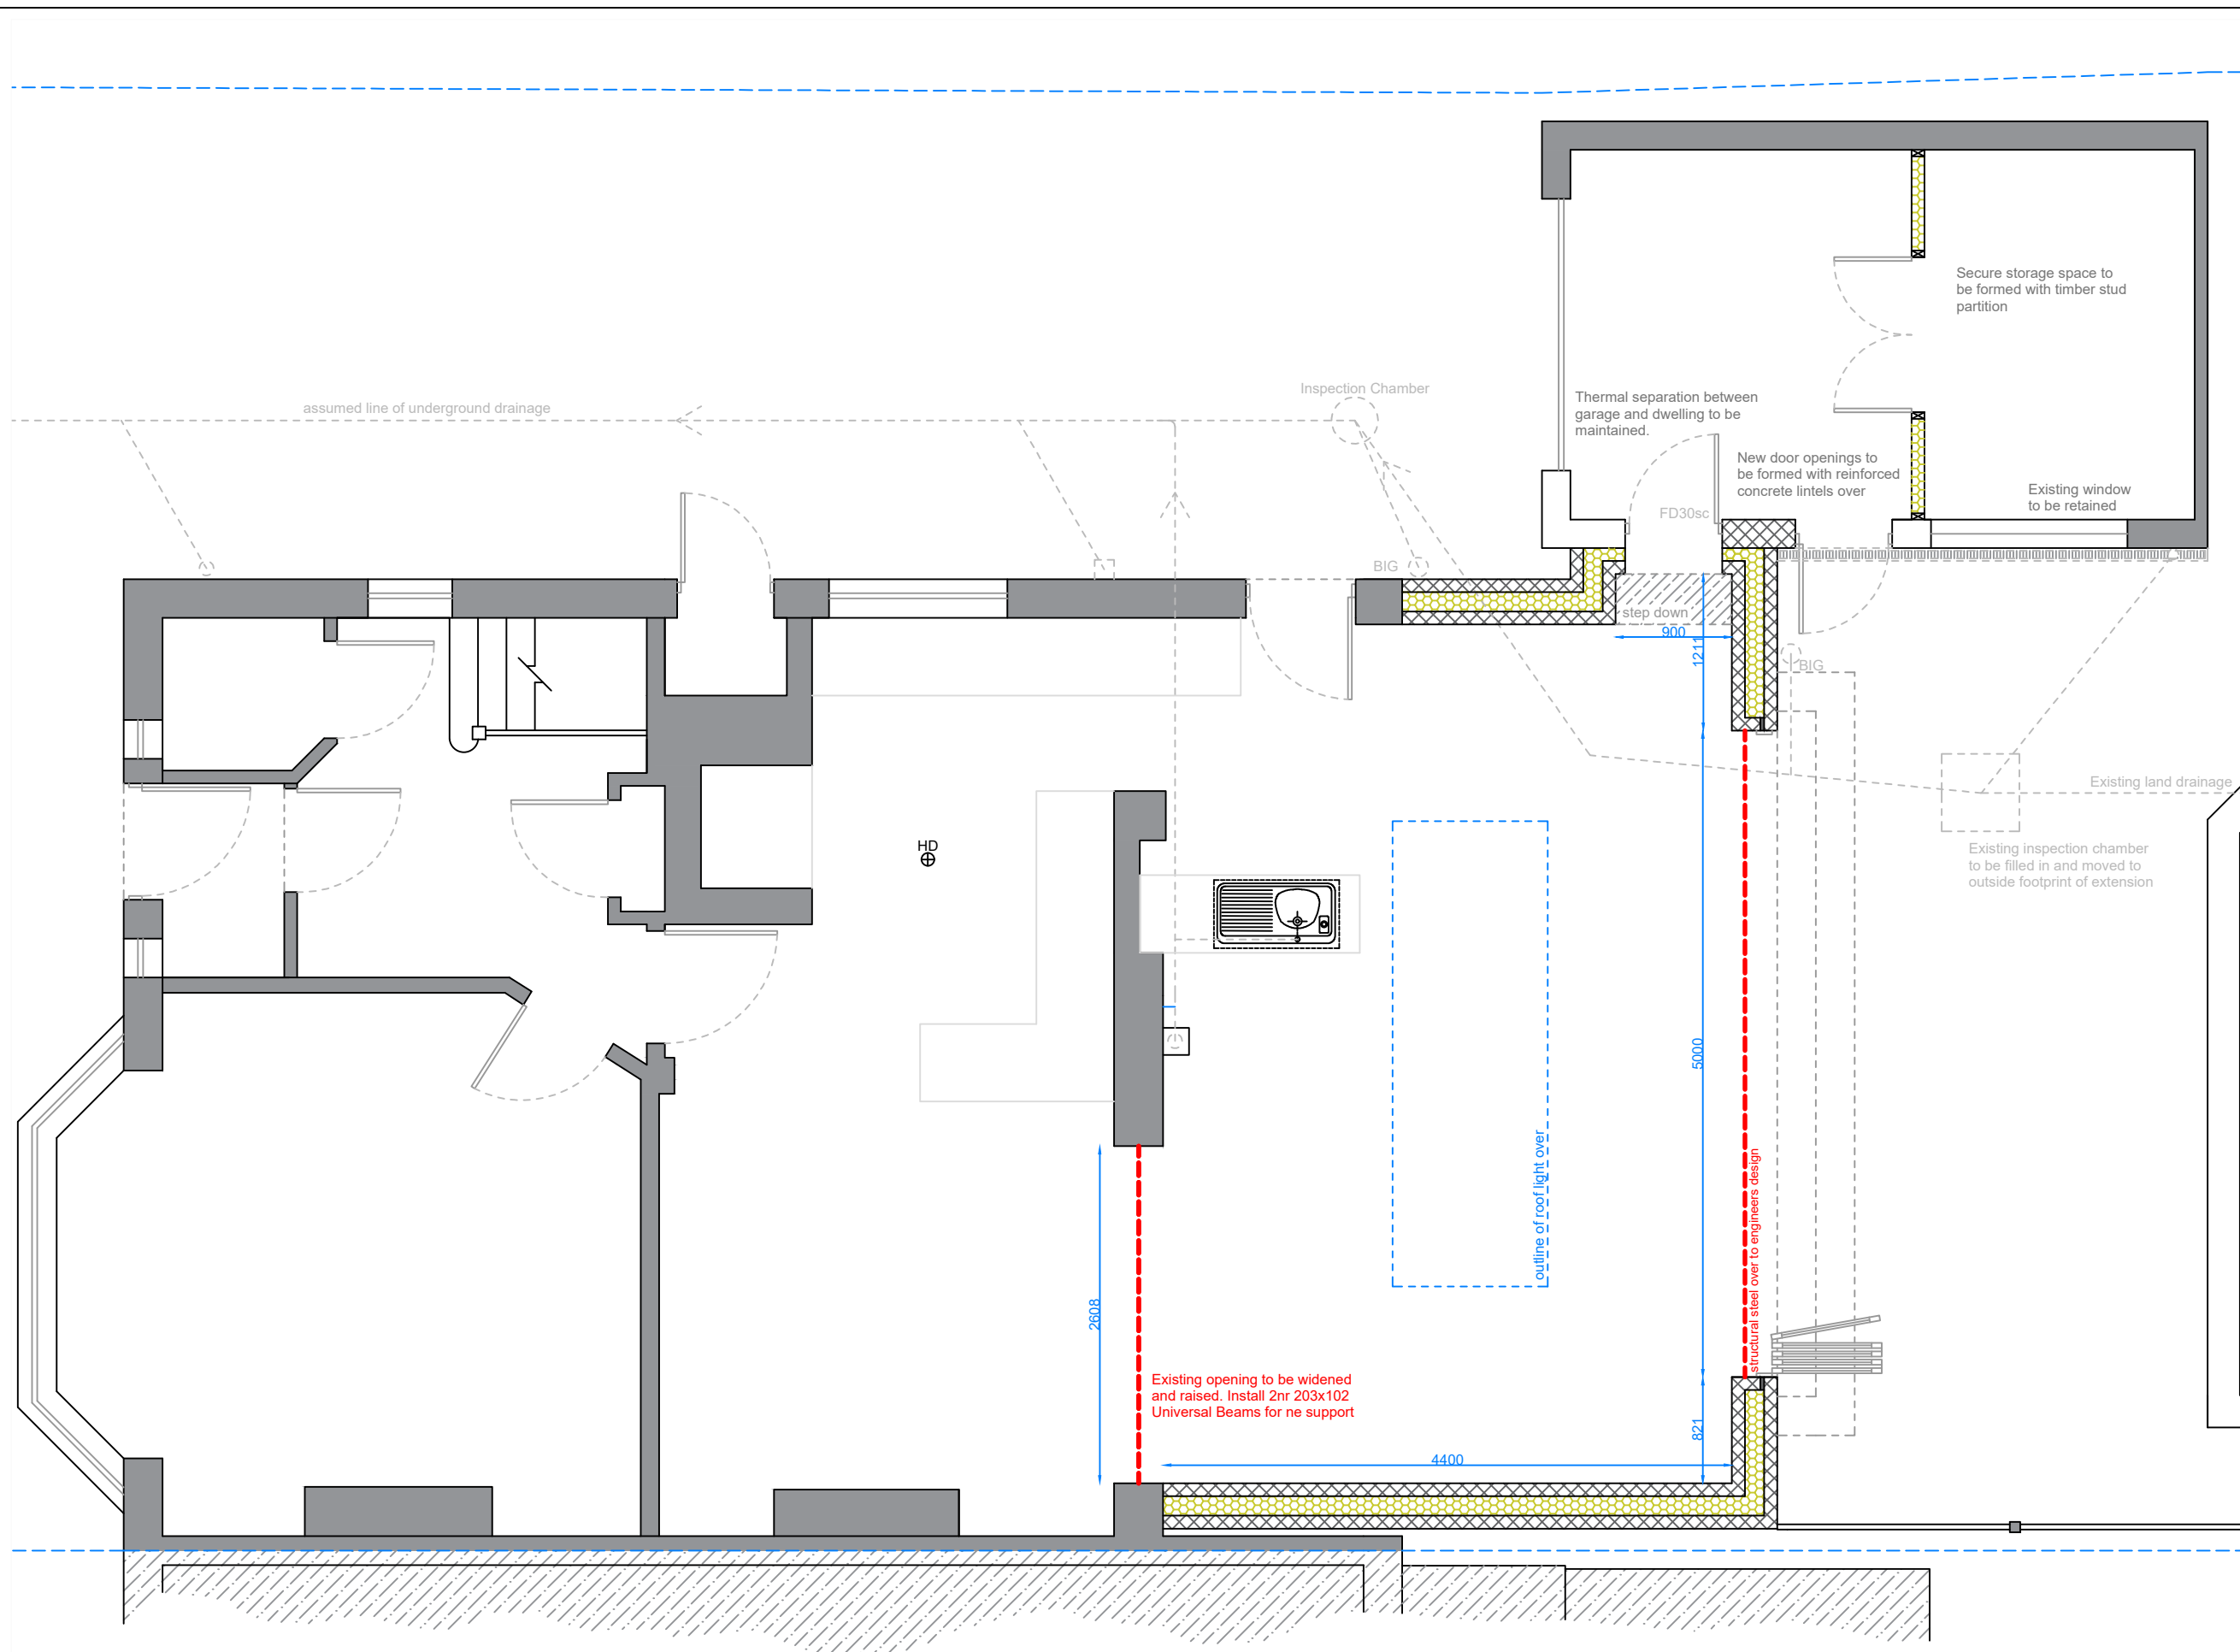 Secure storage space to
be formed with timber stud
partition
Inspection Chamber
Thermal separation between
garage and dwelling to be
maintained.
assumed line of underground drainage
New door openings to
be formed with reinforced
concrete lintels over
Existing window
to be retained
FD30sc
BIG
step down
900
1211
BIG
Existing land drainage
HD
Existing inspection chamber
to be filled in and moved to
outside footprint of extension
5000
outline of roof light over
structural steel over to engineers design
2608
Existing opening to be widened
and raised. Install 2nr 203x102
Universal Beams for ne support
821
4400